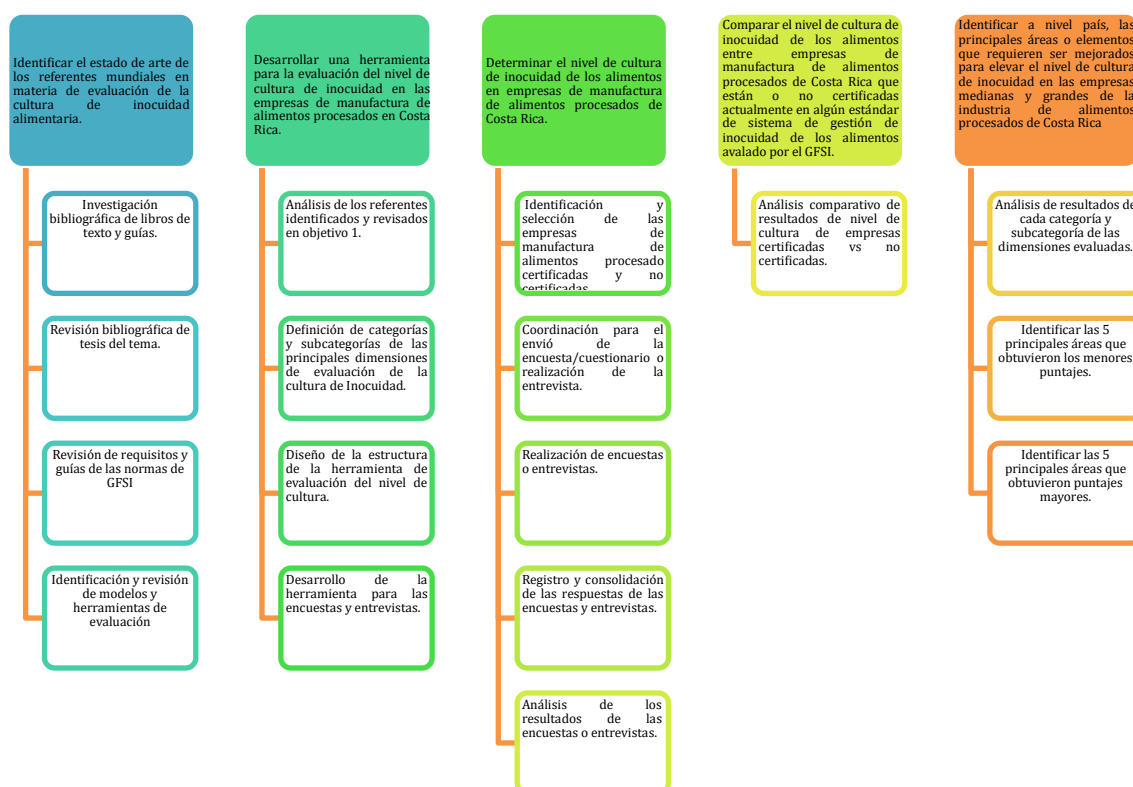 Identificar el estado de arte de
los referentes mundiales en
materia de evaluación de la
cultura de inocuidad
alimentaria.
Investigación
bibliográfica de libros de
texto y guías.
Revisión bibliográfica de
tesis del tema.
Revisión de requisitos y
guías de las normas de
GFSI
Identificación y revisión
de modelos y
herramientas de
evaluación
Desarrollar una herramienta
para la evaluación del nivel de
cultura de inocuidad en las
empresas de manufactura de
alimentos procesados en Costa
Rica.
Análisis de los referentes
identificados y revisados
en objetivo 1.
Definición de categorías
y subcategorías de las
principales dimensiones
de evaluación de la
cultura de Inocuidad.
Diseño de la estructura
de la herramienta de
evaluación del nivel de
cultura.
Desarrollo de la
herramienta para las
encuestas y entrevistas.
Determinar el nivel de cultura
de inocuidad de los alimentos
en empresas de manufactura
de alimentos procesados de
Costa Rica.
Identificación y
selección de las
empresas de
manufactura de
alimentos procesado
certificadas y no
certificadas
Coordinación para el
envió de la
encuesta/cuestionario o
realización de la
entrevista.
Realización de encuestas
o entrevistas.
Registro y consolidación
de las respuestas de las
encuestas y entrevistas.
Análisis de los
resultados de las
encuestas o entrevistas.
Comparar el nivel de cultura de
inocuidad de los alimentos
entre empresas de
manufactura de alimentos
procesados de Costa Rica que
están o no certificadas
actualmente en algún estándar
de sistema de gestión de
inocuidad de los alimentos
avalado por el GFSI.
Análisis comparativo de
resultados de nivel de
cultura de empresas
certificadas vs no
certificadas.
Identificar a nivel país, las
principales áreas o elementos
que requieren ser mejorados
para elevar el nivel de cultura
de inocuidad en las empresas
medianas y grandes de la
industria de alimentos
procesados de Costa Rica
Análisis de resultados de
cada categoría y
subcategoría de las
dimensiones evaluadas.
Identificar las 5
principales áreas que
obtuvieron los menores
puntajes.
Identificar las 5
principales áreas que
obtuvieron puntajes
mayores.